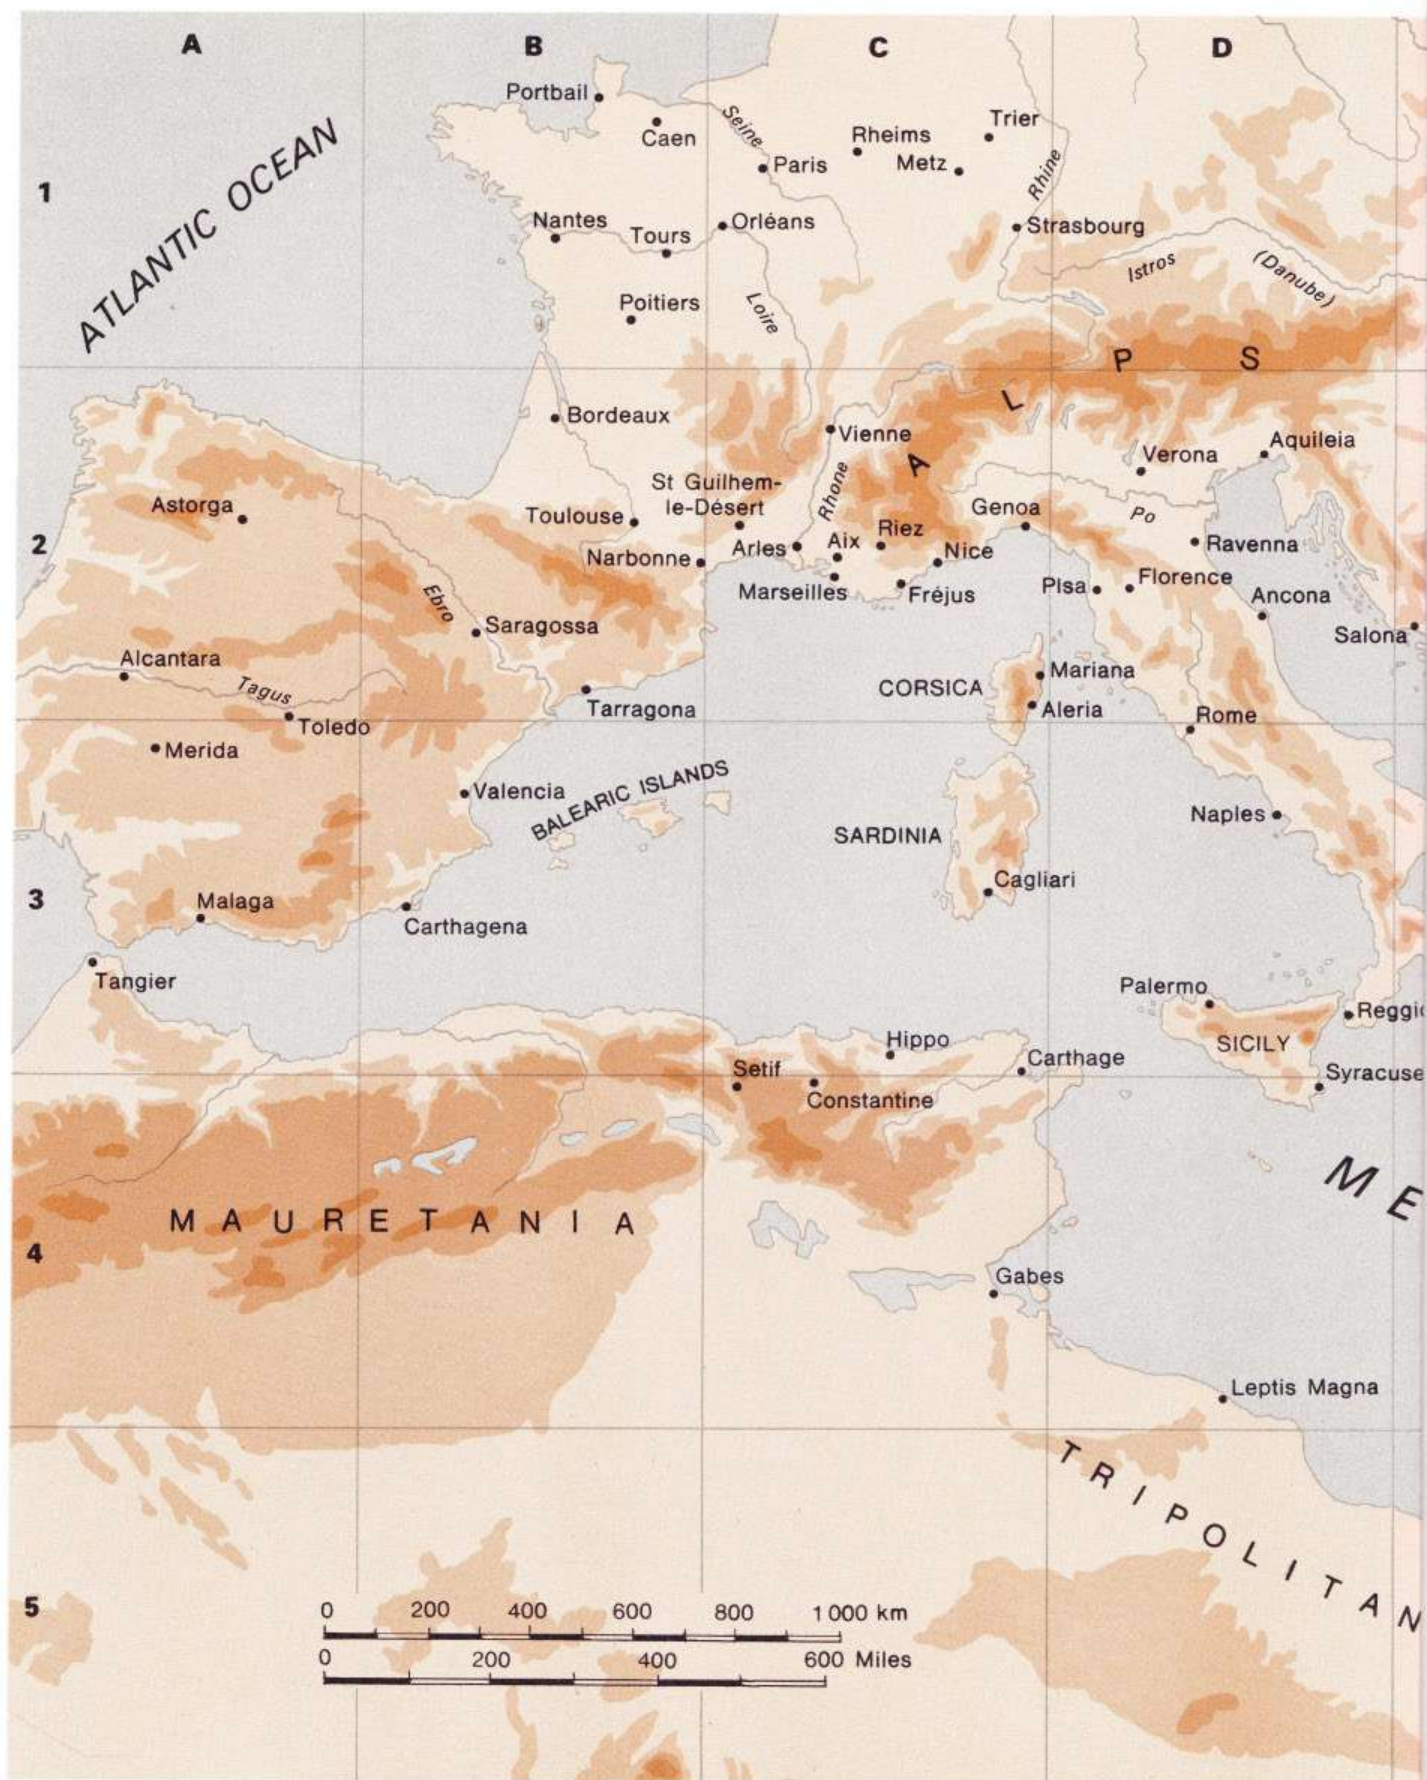 A
B
C
D
1
2
3
4
5
ATLANTIC OCEAN
Portbail
Caen
Seine
Paris
Rheims
Metz
Trier
Rhine
Strasbourg
Nantes
Tours
Orléans
Istros
(Danube)
Poitiers
Loire
ALPS
Bordeaux
Vienne
Verona
Aquileia
Astorga
St Guilhem-
le-Désert
Rhone
Genoa
Po
Toulouse
Narbonne
Arles
Aix
Riez
Nice
Ravenna
Marseilles
Fréjus
Pisa
Florence
Ancona
Salona
Ebro
Saragossa
Alcantara
Tagus
Toledo
Tarragona
CORSICA
Mariana
Aleria
Rome
Merida
Valencia
BALEARIC ISLANDS
SARDINIA
Naples
Cagliari
Malaga
Carthagena
Tangier
Palermo
Reggio
SICILY
Hippo
Carthage
Setif
Constantine
Syracuse
ME
MAURETANIA
Gabes
Leptis Magna
TRIPOLITAN
0 200 400 600 800 1000 km
0 200 400 600 Miles